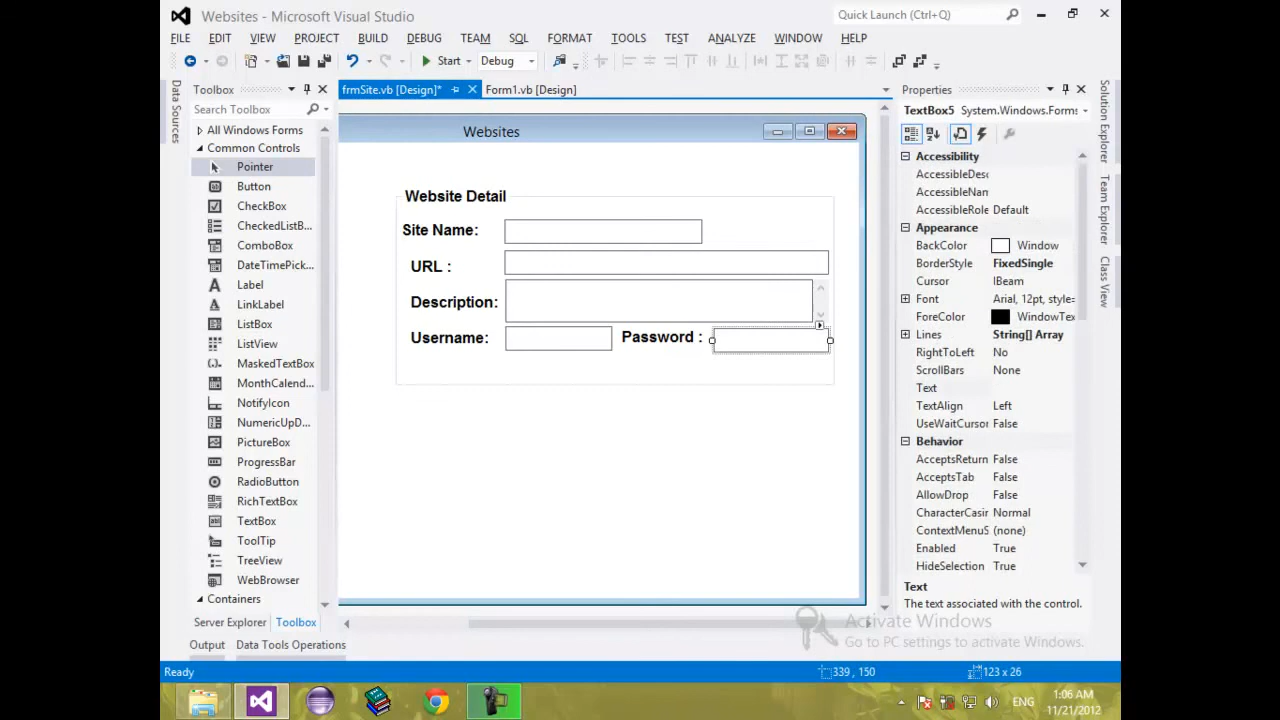 Websites - Microsoft Visual Studio
Quick Launch (Ctrl+Q)
FILE EDIT VIEW PROJECT BUILD DEBUG TEAM SQL FORMAT TOOLS TEST ANALYZE WINDOW HELP
Start Debug
Data Sources
Toolbox
Search Toolbox
All Windows Forms
Common Controls
Pointer
Button
CheckBox
CheckedListB...
ComboBox
DateTimePick...
Label
LinkLabel
ListBox
ListView
MaskedTextBox
MonthCalend...
NotifyIcon
NumericUpD...
PictureBox
ProgressBar
RadioButton
RichTextBox
TextBox
ToolTip
TreeView
WebBrowser
Containers
Server Explorer Toolbox
Output Data Tools Operations
frmSite.vb [Design]* Form1.vb [Design]
Websites
Website Detail
Site Name:
URL :
Description:
Username: Password :
Properties
TextBox5 System.Windows.Forms
Accessibility
AccessibleDesc
AccessibleNam
AccessibleRole Default
Appearance
BackColor Window
BorderStyle FixedSingle
Cursor IBeam
Font Arial, 12pt, style=
ForeColor WindowTex
Lines String[] Array
RightToLeft No
ScrollBars None
Text
TextAlign Left
UseWaitCursor False
Behavior
AcceptsReturn False
AcceptsTab False
AllowDrop False
CharacterCasin Normal
ContextMenuS (none)
Enabled True
HideSelection True
Text
The text associated with the control.
Solution Explorer
Team Explorer
Class View
Activate Windows
Go to PC settings to activate Windows.
Ready 339 , 150 123 x 26
ENG 1:06 AM
11/21/2012